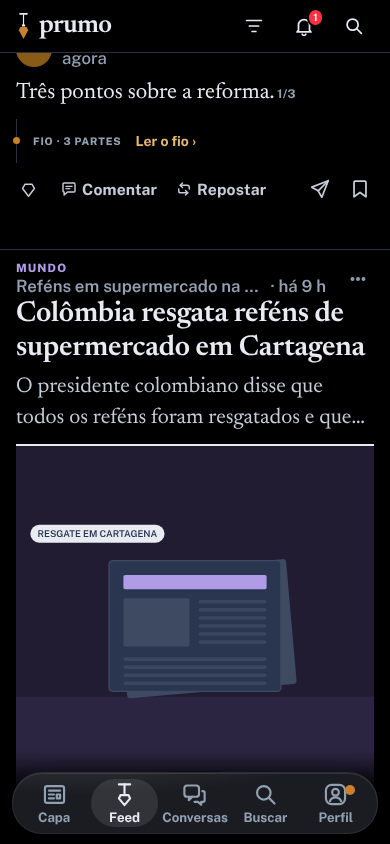 prumo
1
agora
Três pontos sobre a reforma. 1/3
FIO · 3 PARTES Ler o fio ›
Comentar Repostar
MUNDO
Reféns em supermercado na ... · há 9 h
Colômbia resgata reféns de
supermercado em Cartagena
O presidente colombiano disse que
todos os reféns foram resgatados e que...
RESGATE EM CARTAGENA
Capa Feed Conversas Buscar Perfil